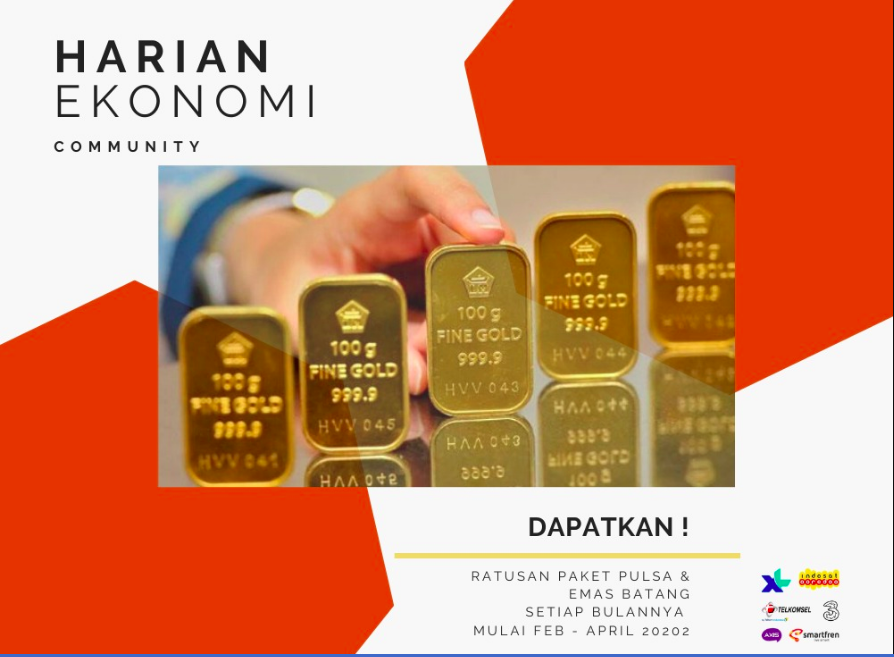 HARIAN
EKONOMI
COMMUNITY
100 g
FINE GOLD
999.9
HVV 041
100 g
FINE GOLD
999.9
HVV 045
100 g
FINE GOLD
999.9
HVV 043
100 g
FINE GOLD
999.9
HVV 044
100 g
FINE GOLD
999.9
DAPATKAN !
RATUSAN PAKET PULSA &
EMAS BATANG
SETIAP BULANNYA
MULAI FEB - APRIL 20202
XL
indosat
ooredoo
TELKOMSEL
3
AXIS
smartfren